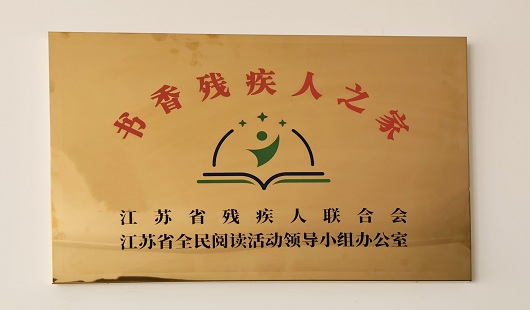 书香残疾人之家
江苏省残疾人联合会
江苏省全民阅读活动领导小组办公室